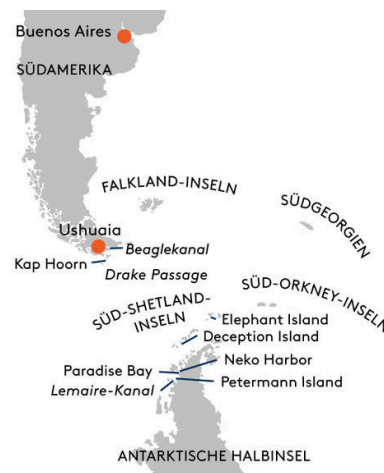 Buenos Aires
SÜDAMERIKA
FALKLAND-INSELN
SÜDGEORGIEN
Ushuaia
Beaglekanal
Kap Hoorn
Drake Passage
SÜD-SHETLAND-
INSELN
SÜD-ORKNEY-INSELN
Elephant Island
Deception Island
Neko Harbor
Paradise Bay
Petermann Island
Lemaire-Kanal
ANTARKTISCHE HALBINSEL